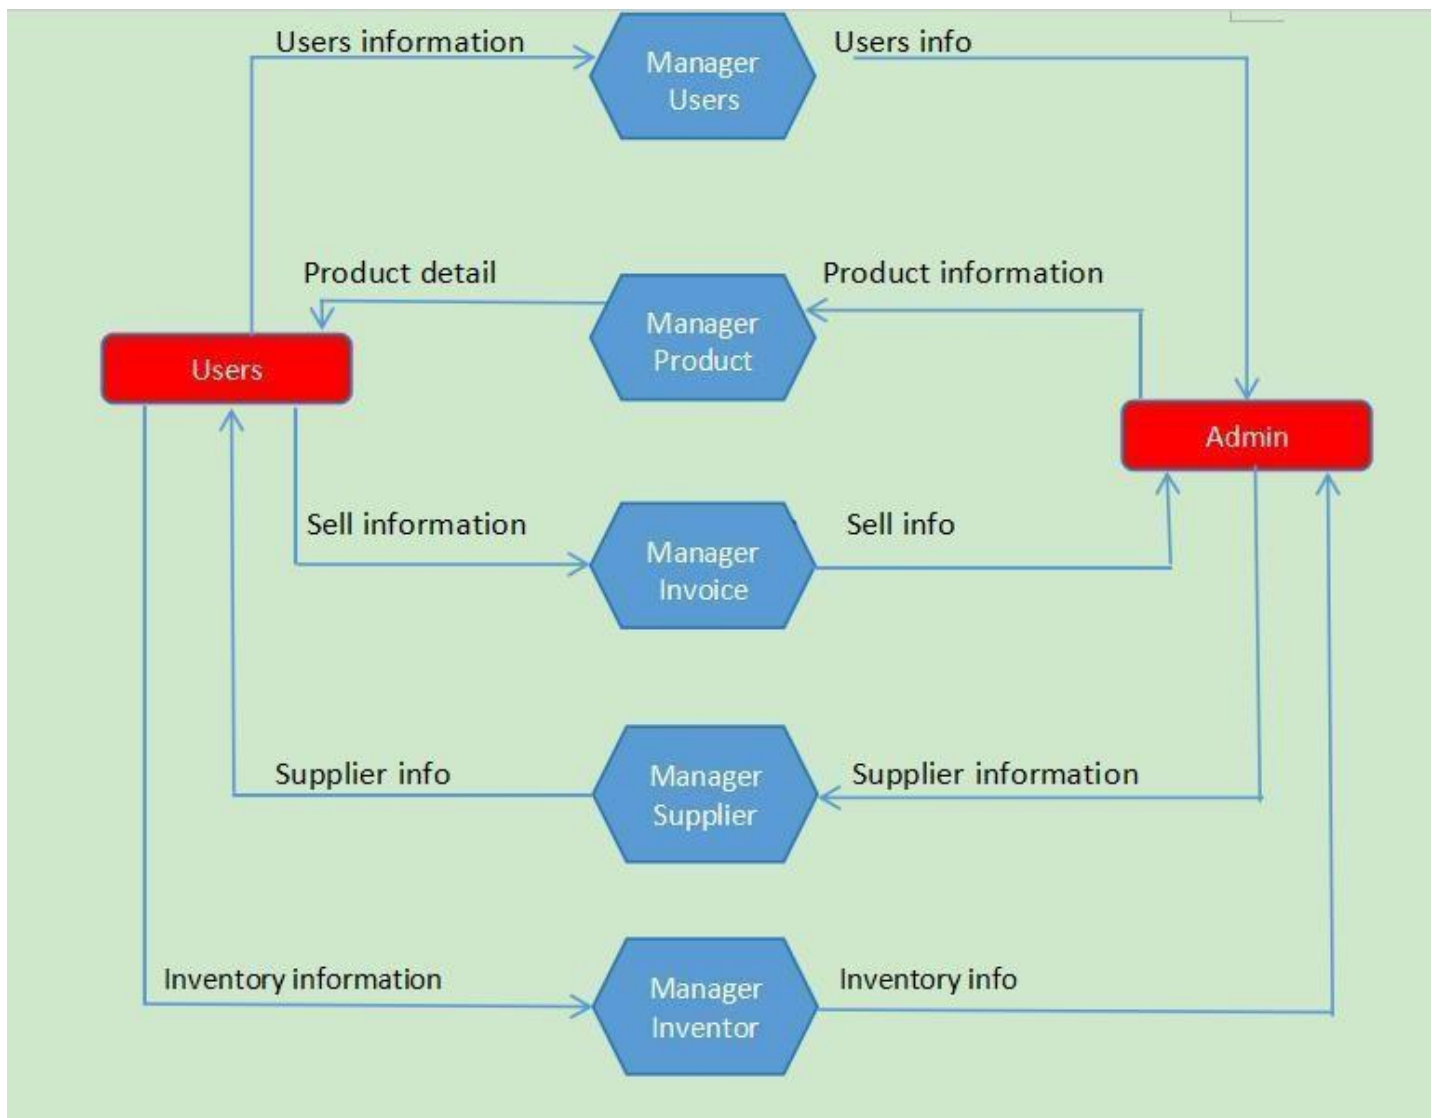 Users information
Manager
Users
Users info
Product detail
Manager
Product
Product information
Users
Admin
Sell information
Manager
Invoice
Sell info
Supplier info
Manager
Supplier
Supplier information
Inventory information
Manager
Inventor
Inventory info